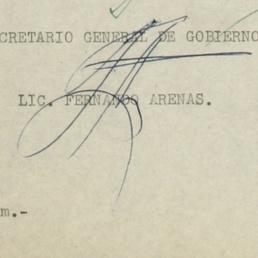 CRETARIO GENERAL DE GOBIERNO
LIC. FERNANDO ARENAS.
m.-